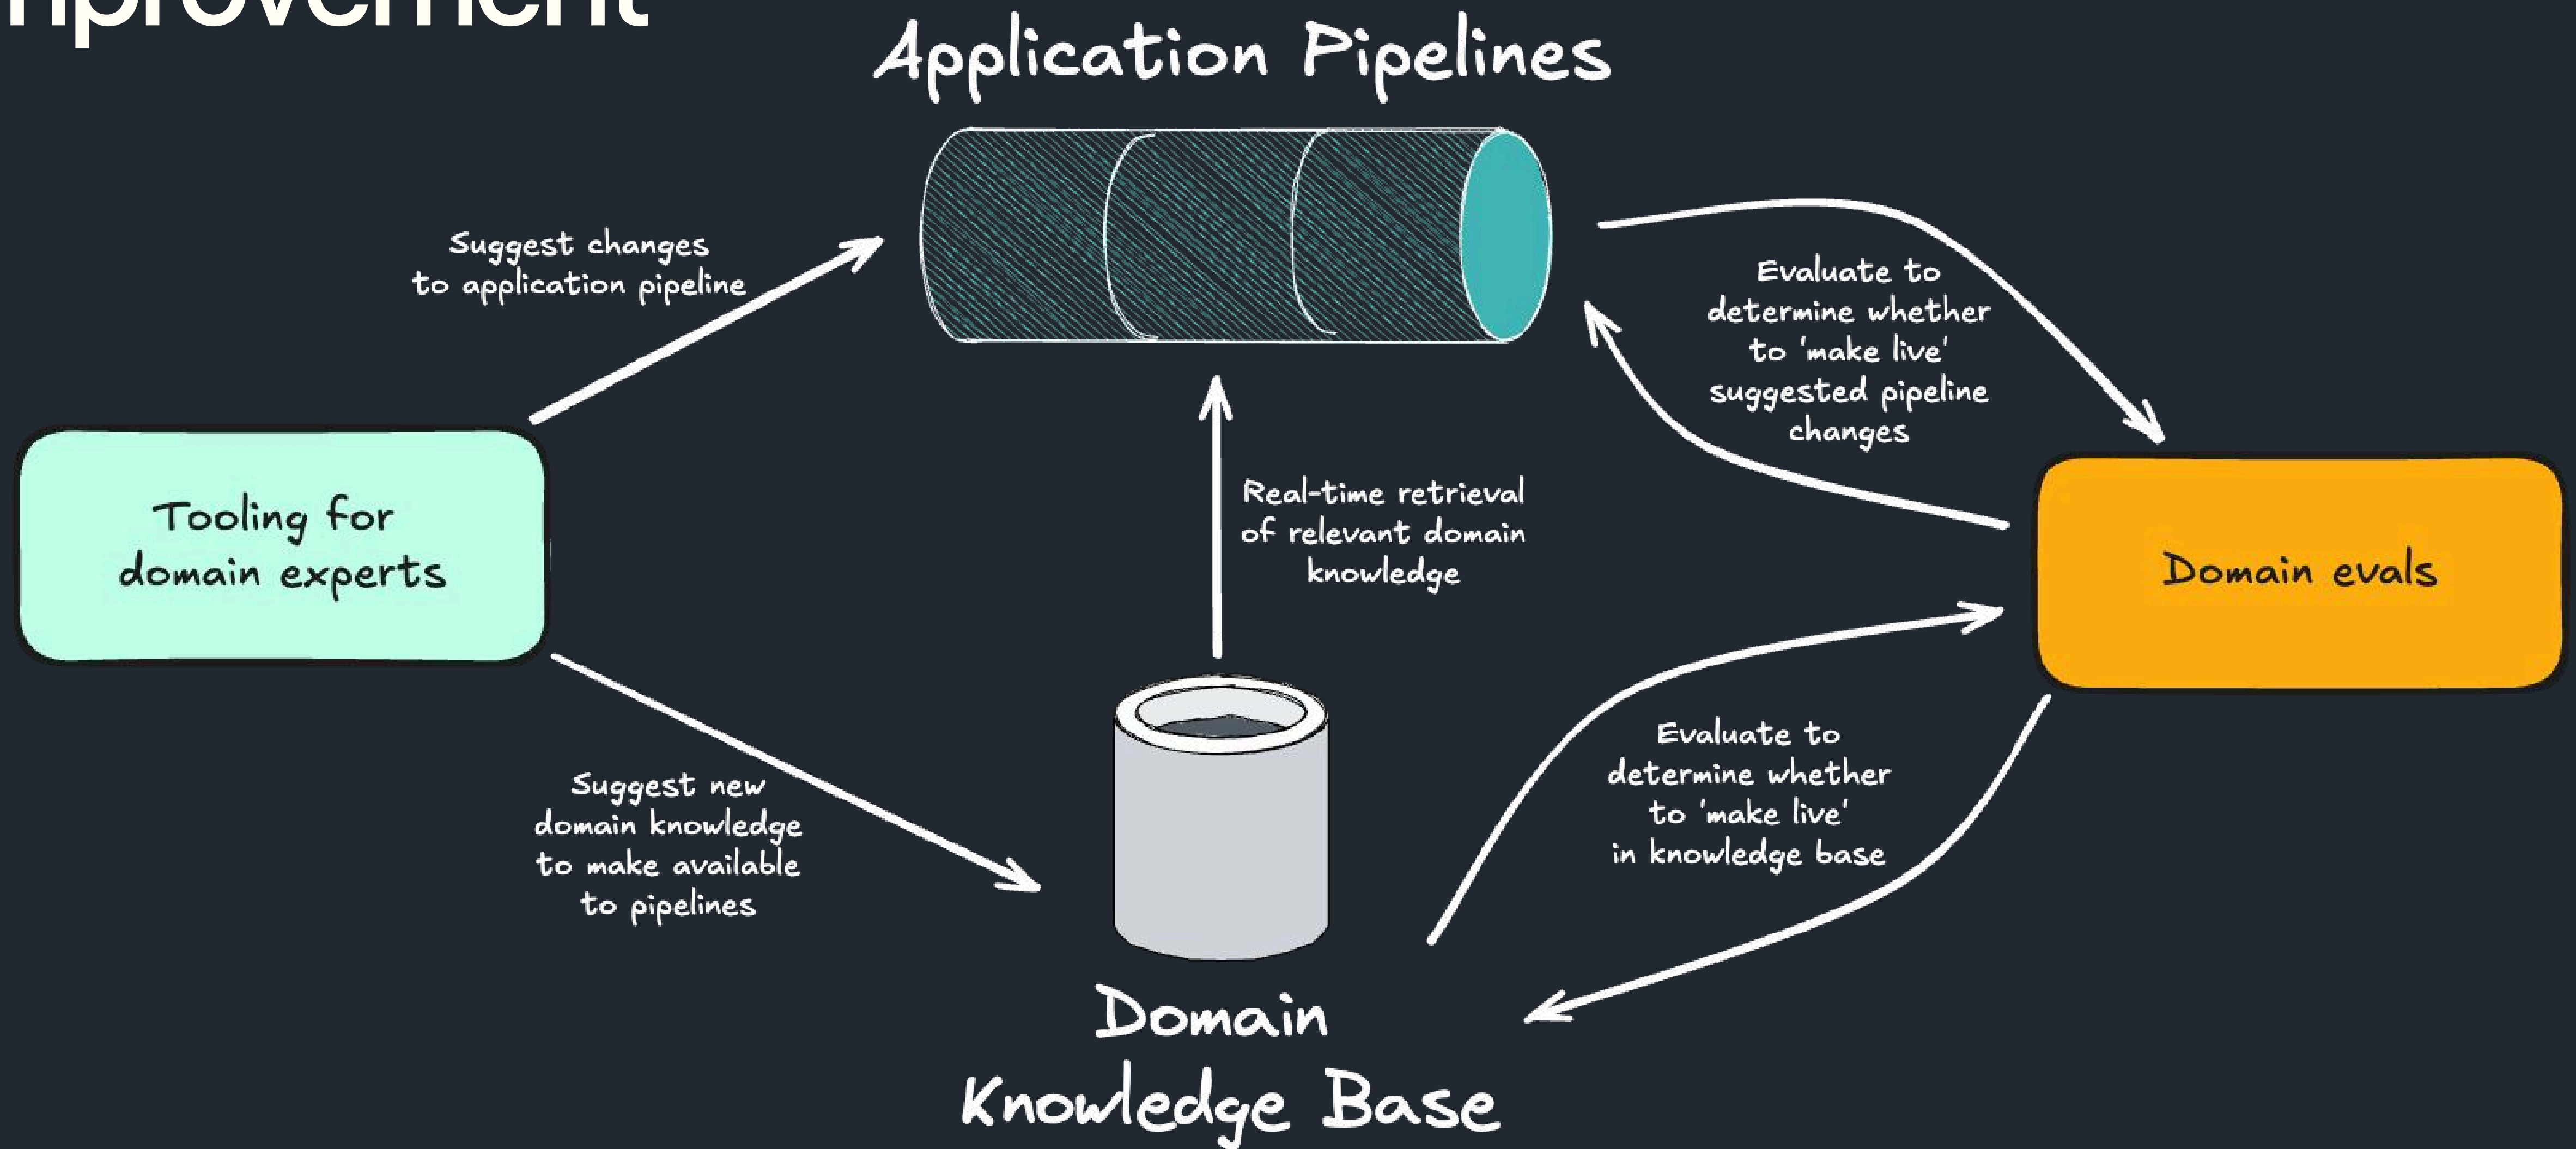 Application Pipelines
Suggest changes
to application pipeline
Evaluate to
determine whether
to 'make live'
suggested pipeline
changes
Tooling for
domain experts
Real-time retrieval
of relevant domain
knowledge
Domain evals
Suggest new
domain knowledge
to make available
to pipelines
Evaluate to
determine whether
to 'make live'
in knowledge base
Domain
Knowledge Base